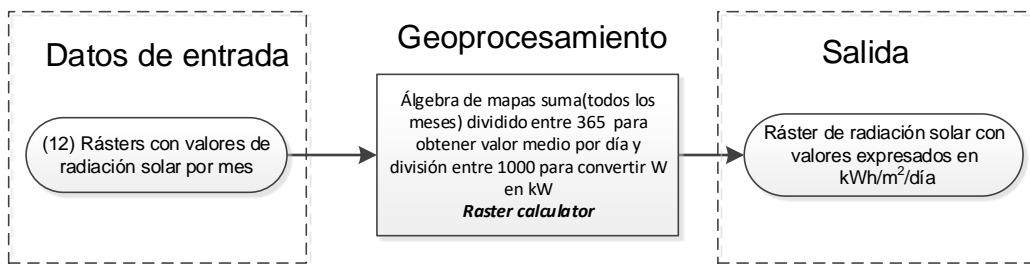 Datos de entrada
(12) Rásters con valores de
radiación solar por mes
Geoprocesamiento
Álgebra de mapas suma(todos los
meses) dividido entre 365 para
obtener valor medio por día y
división entre 1000 para convertir W
en kW
Raster calculator
Salida
Ráster de radiación solar con
valores expresados en
kWh/m²/día